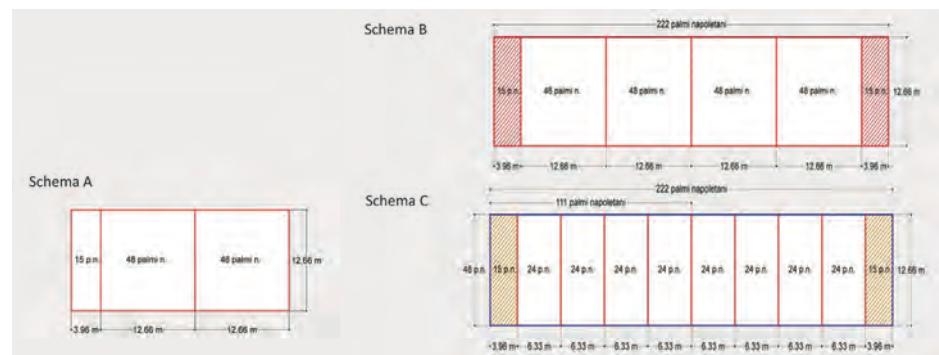 Schema B
222 palmi napoletani
15 p.n. 48 palmi n. 48 palmi n. 48 palmi n. 48 palmi n. 15 p.n. 12.66 m
3.96 m 12.66 m 12.66 m 12.66 m 12.66 m 3.96 m
Schema A
15 p.n. 48 palmi n. 48 palmi n. 12.66 m
3.96 m 12.66 m 12.66 m
Schema C
222 palmi napoletani
111 palmi napoletani
48 p.n. 15 p.n. 24 p.n. 24 p.n. 24 p.n. 24 p.n. 24 p.n. 24 p.n. 24 p.n. 24 p.n. 15 p.n. 12.66 m
3.96 m 6.33 m 6.33 m 6.33 m 6.33 m 6.33 m 6.33 m 6.33 m 6.33 m 3.96 m